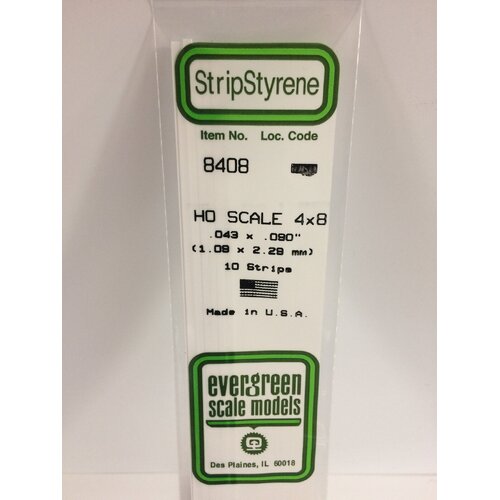 StripStyrene
Item No. Loc. Code
8408
HO SCALE 4x8
.043 x .090"
(1.09 x 2.29 mm)
10 Strips
Made in U.S.A.
evergreen
scale models
Des Plaines, IL 60018